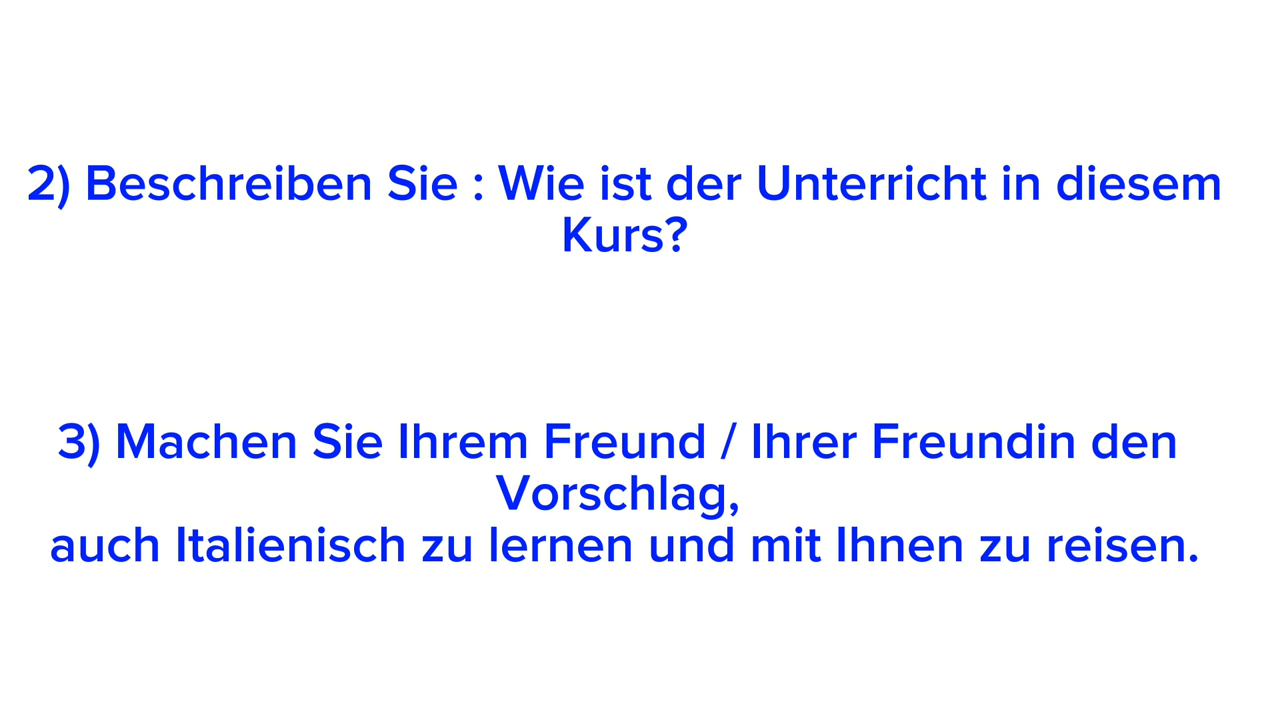 2) Beschreiben Sie : Wie ist der Unterricht in diesem
Kurs?
3) Machen Sie Ihrem Freund / Ihrer Freundin den
Vorschlag,
auch Italienisch zu lernen und mit Ihnen zu reisen.